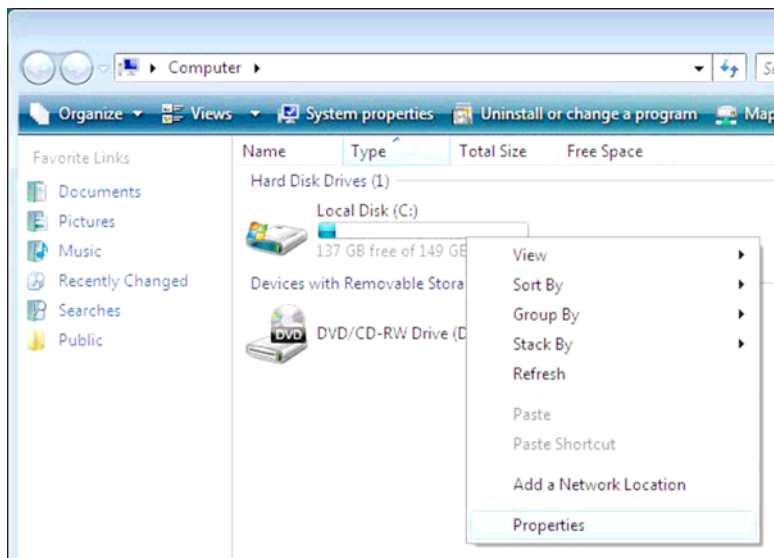 Computer
Organize Views System properties Uninstall or change a program Map
Favorite Links
Documents
Pictures
Music
Recently Changed
Searches
Public
Name Type Total Size Free Space
Hard Disk Drives (1)
Local Disk (C:)
137 GB free of 149 GB
Devices with Removable Stora
DVD
DVD/CD-RW Drive (D
View
Sort By
Group By
Stack By
Refresh
Paste
Paste Shortcut
Add a Network Location
Properties